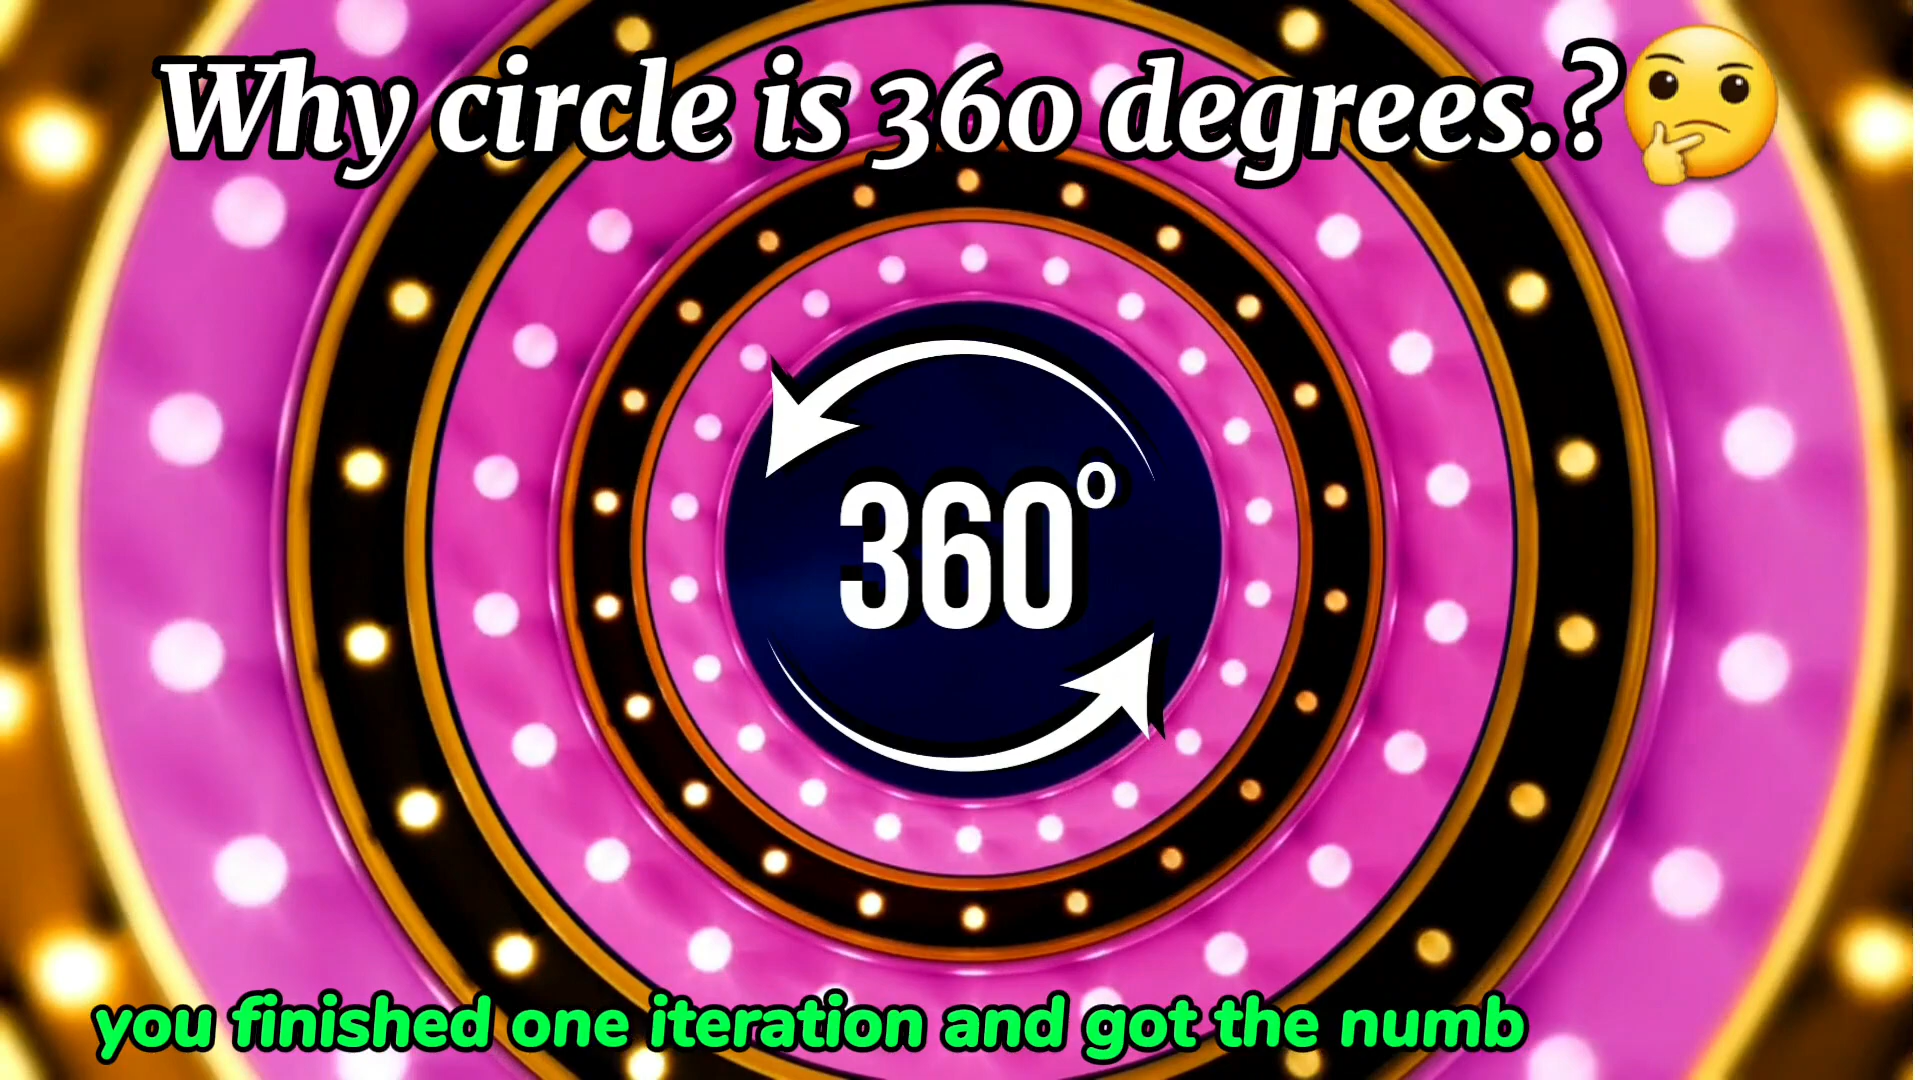 Why circle is 360 degrees.?🤔
360°
you finished one iteration and got the numb